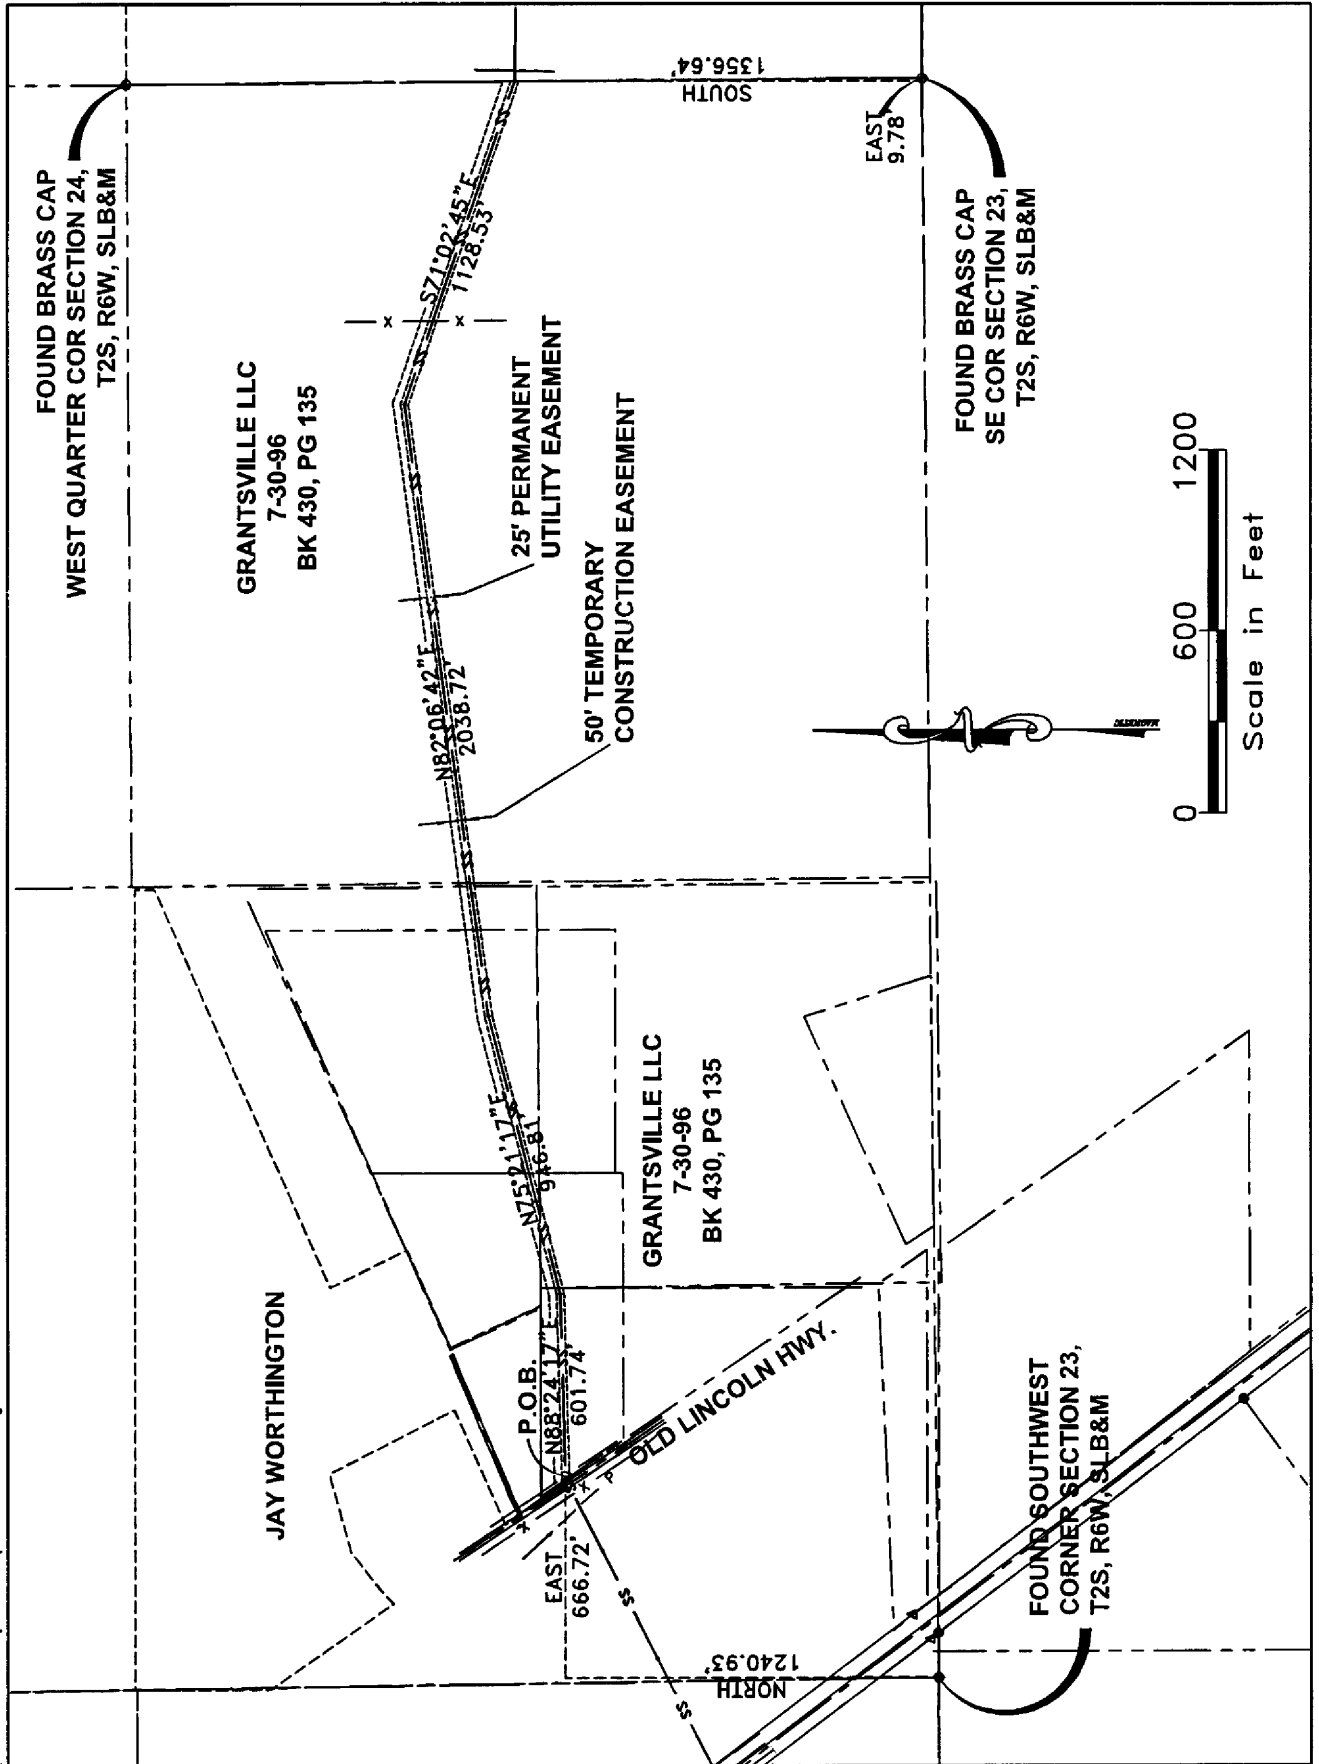 FOUND BRASS CAP
WEST QUARTER COR SECTION 24,
T2S, R6W, SLB&M
GRANTSVILLE LLC
7-30-96
BK 430, PG 135
JAY WORTHINGTON
S71°02'45"E
1128.53'
SOUTH
1356.64'
25' PERMANENT
UTILITY EASEMENT
50' TEMPORARY
CONSTRUCTION EASEMENT
N82°06'42"E
2038.72'
N75°21'17"E
946.81
P.O.B.
N88°24'17"E
601.74'
GRANTSVILLE LLC
7-30-96
BK 430, PG 135
OLD LINCOLN HWY.
EAST
666.72'
NORTH
1240.93'
SS
SS
X
X
X
X
P
EAST
9.78'
FOUND BRASS CAP
SE COR SECTION 23,
T2S, R6W, SLB&M
FOUND SOUTHWEST
CORNER SECTION 23,
T2S, R6W, SLB&M
MAGNETIC
0 600 1200
Scale in Feet